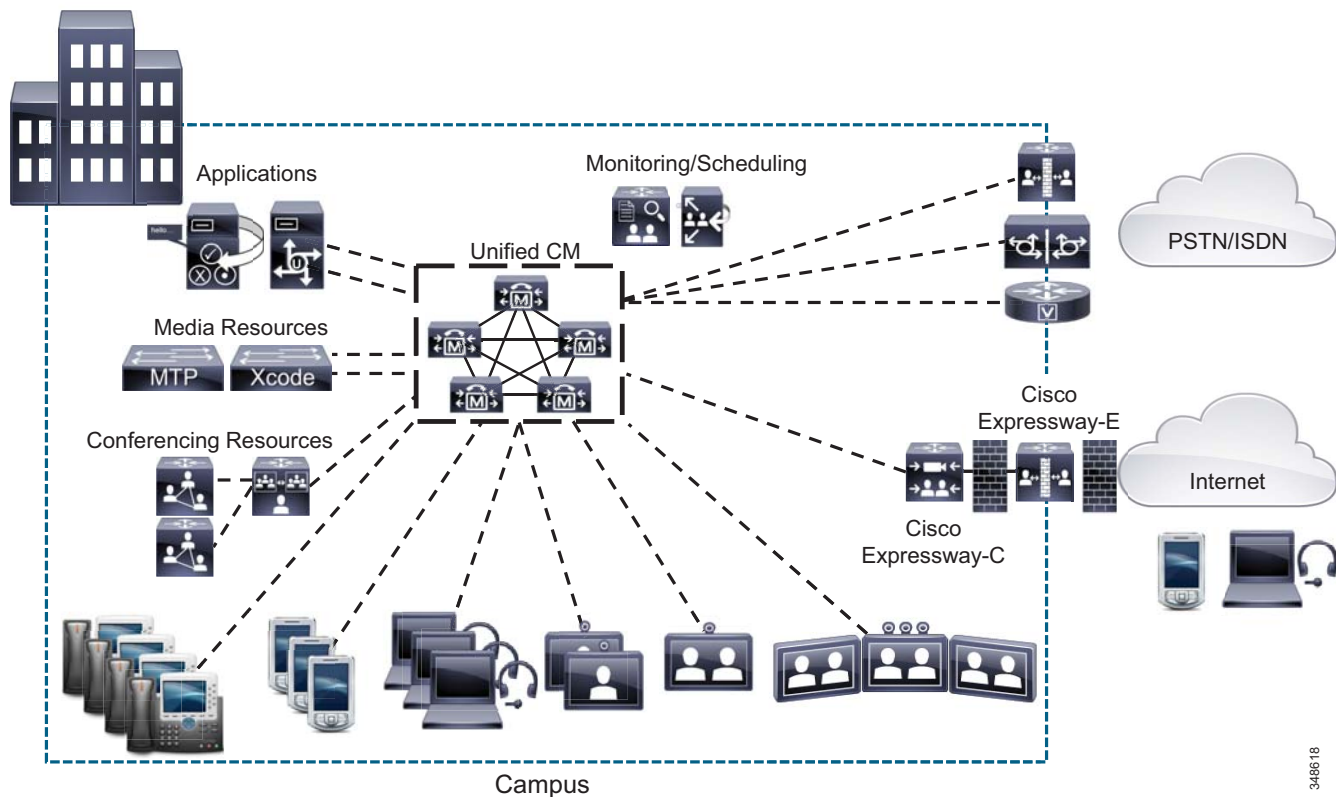 Applications
Monitoring/Scheduling
hello...
Unified CM
PSTN/ISDN
U
M
V
M
M
Media Resources
MTP
Xcode
M
M
Cisco
Expressway-E
Conferencing Resources
Internet
Cisco
Expressway-C
Campus
348618